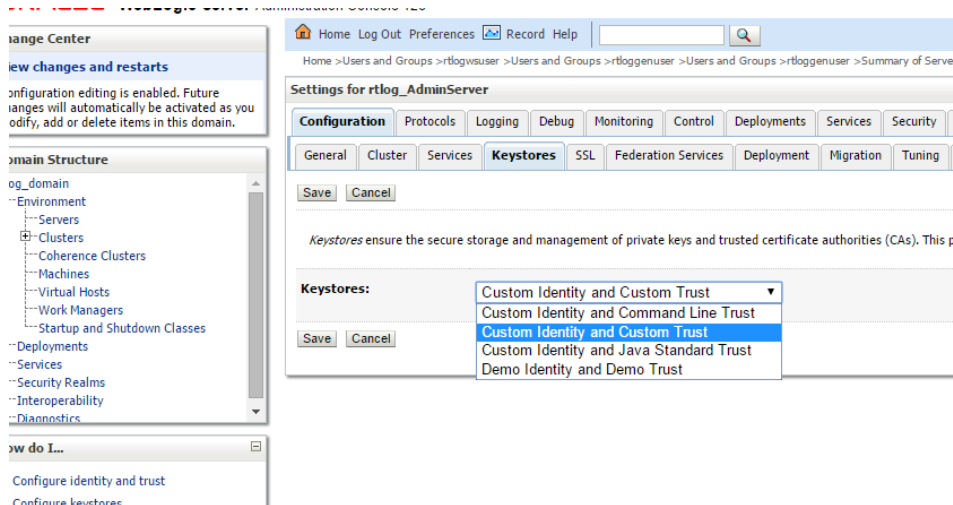 hange Center
iew changes and restarts
onfiguration editing is enabled. Future
hanges will automatically be activated as you
odify, add or delete items in this domain.
omain Structure
og_domain
Environment
Servers
Clusters
Coherence Clusters
Machines
Virtual Hosts
Work Managers
Startup and Shutdown Classes
Deployments
Services
Security Realms
Interoperability
Diagnostics
ow do I...
Configure identity and trust
Configure keystores
Home Log Out Preferences Record Help
Home >Users and Groups >rtlogwsuser >Users and Groups >rtloggenuser >Users and Groups >rtloggenuser >Summary of Serve
Settings for rtlog_AdminServer
Configuration Protocols Logging Debug Monitoring Control Deployments Services Security
General Cluster Services Keystores SSL Federation Services Deployment Migration Tuning
Save Cancel
Keystores ensure the secure storage and management of private keys and trusted certificate authorities (CAs). This p
Keystores: Custom Identity and Custom Trust
Custom Identity and Command Line Trust
Custom Identity and Custom Trust
Custom Identity and Java Standard Trust
Demo Identity and Demo Trust
Save Cancel